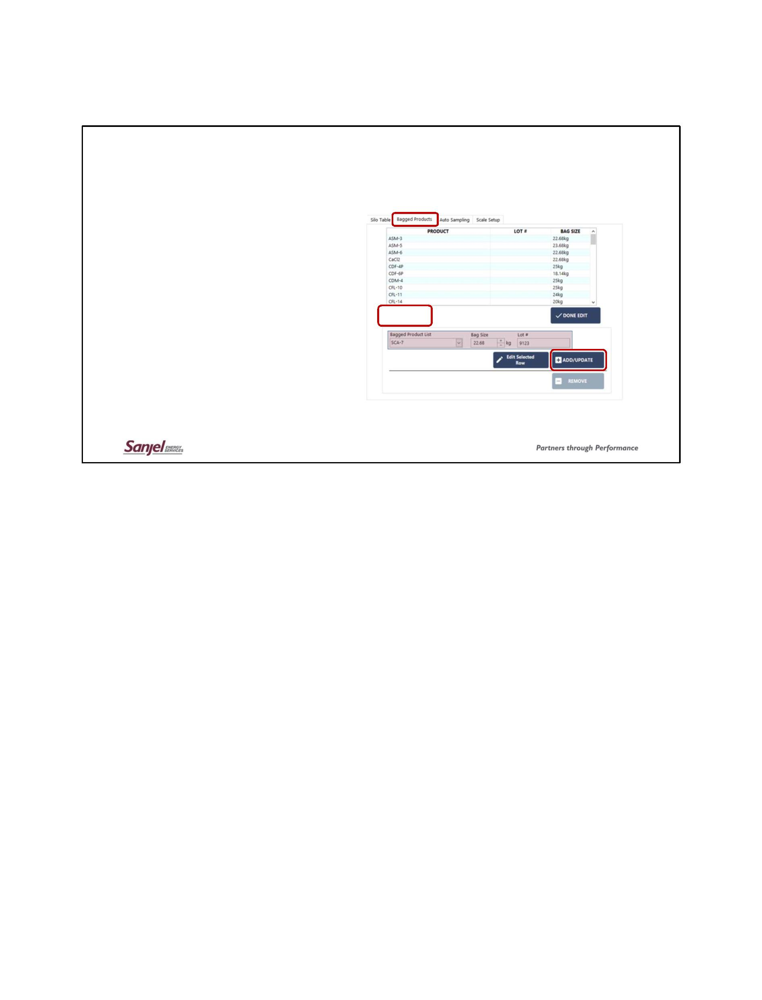 Silo Table Bagged Products Auto Sampling Scale Setup
PRODUCT LOT # BAG SIZE
ASM-3 22.68kg
ASM-5 23.68kg
ASM-6 22.68kg
CaCl2 22.68kg
CDF-4P 25kg
CDF-6P 18.14kg
CDM-4 25kg
CFL-10 25kg
CFL-11 24kg
CFL-14 20kg
DONE EDIT
Bagged Product List Bag Size Lot #
SCA-7 22.68 kg 9123
Edit Selected
Row
ADD/UPDATE
REMOVE
Sanjel ENERGY
SERVICES
Partners through Performance